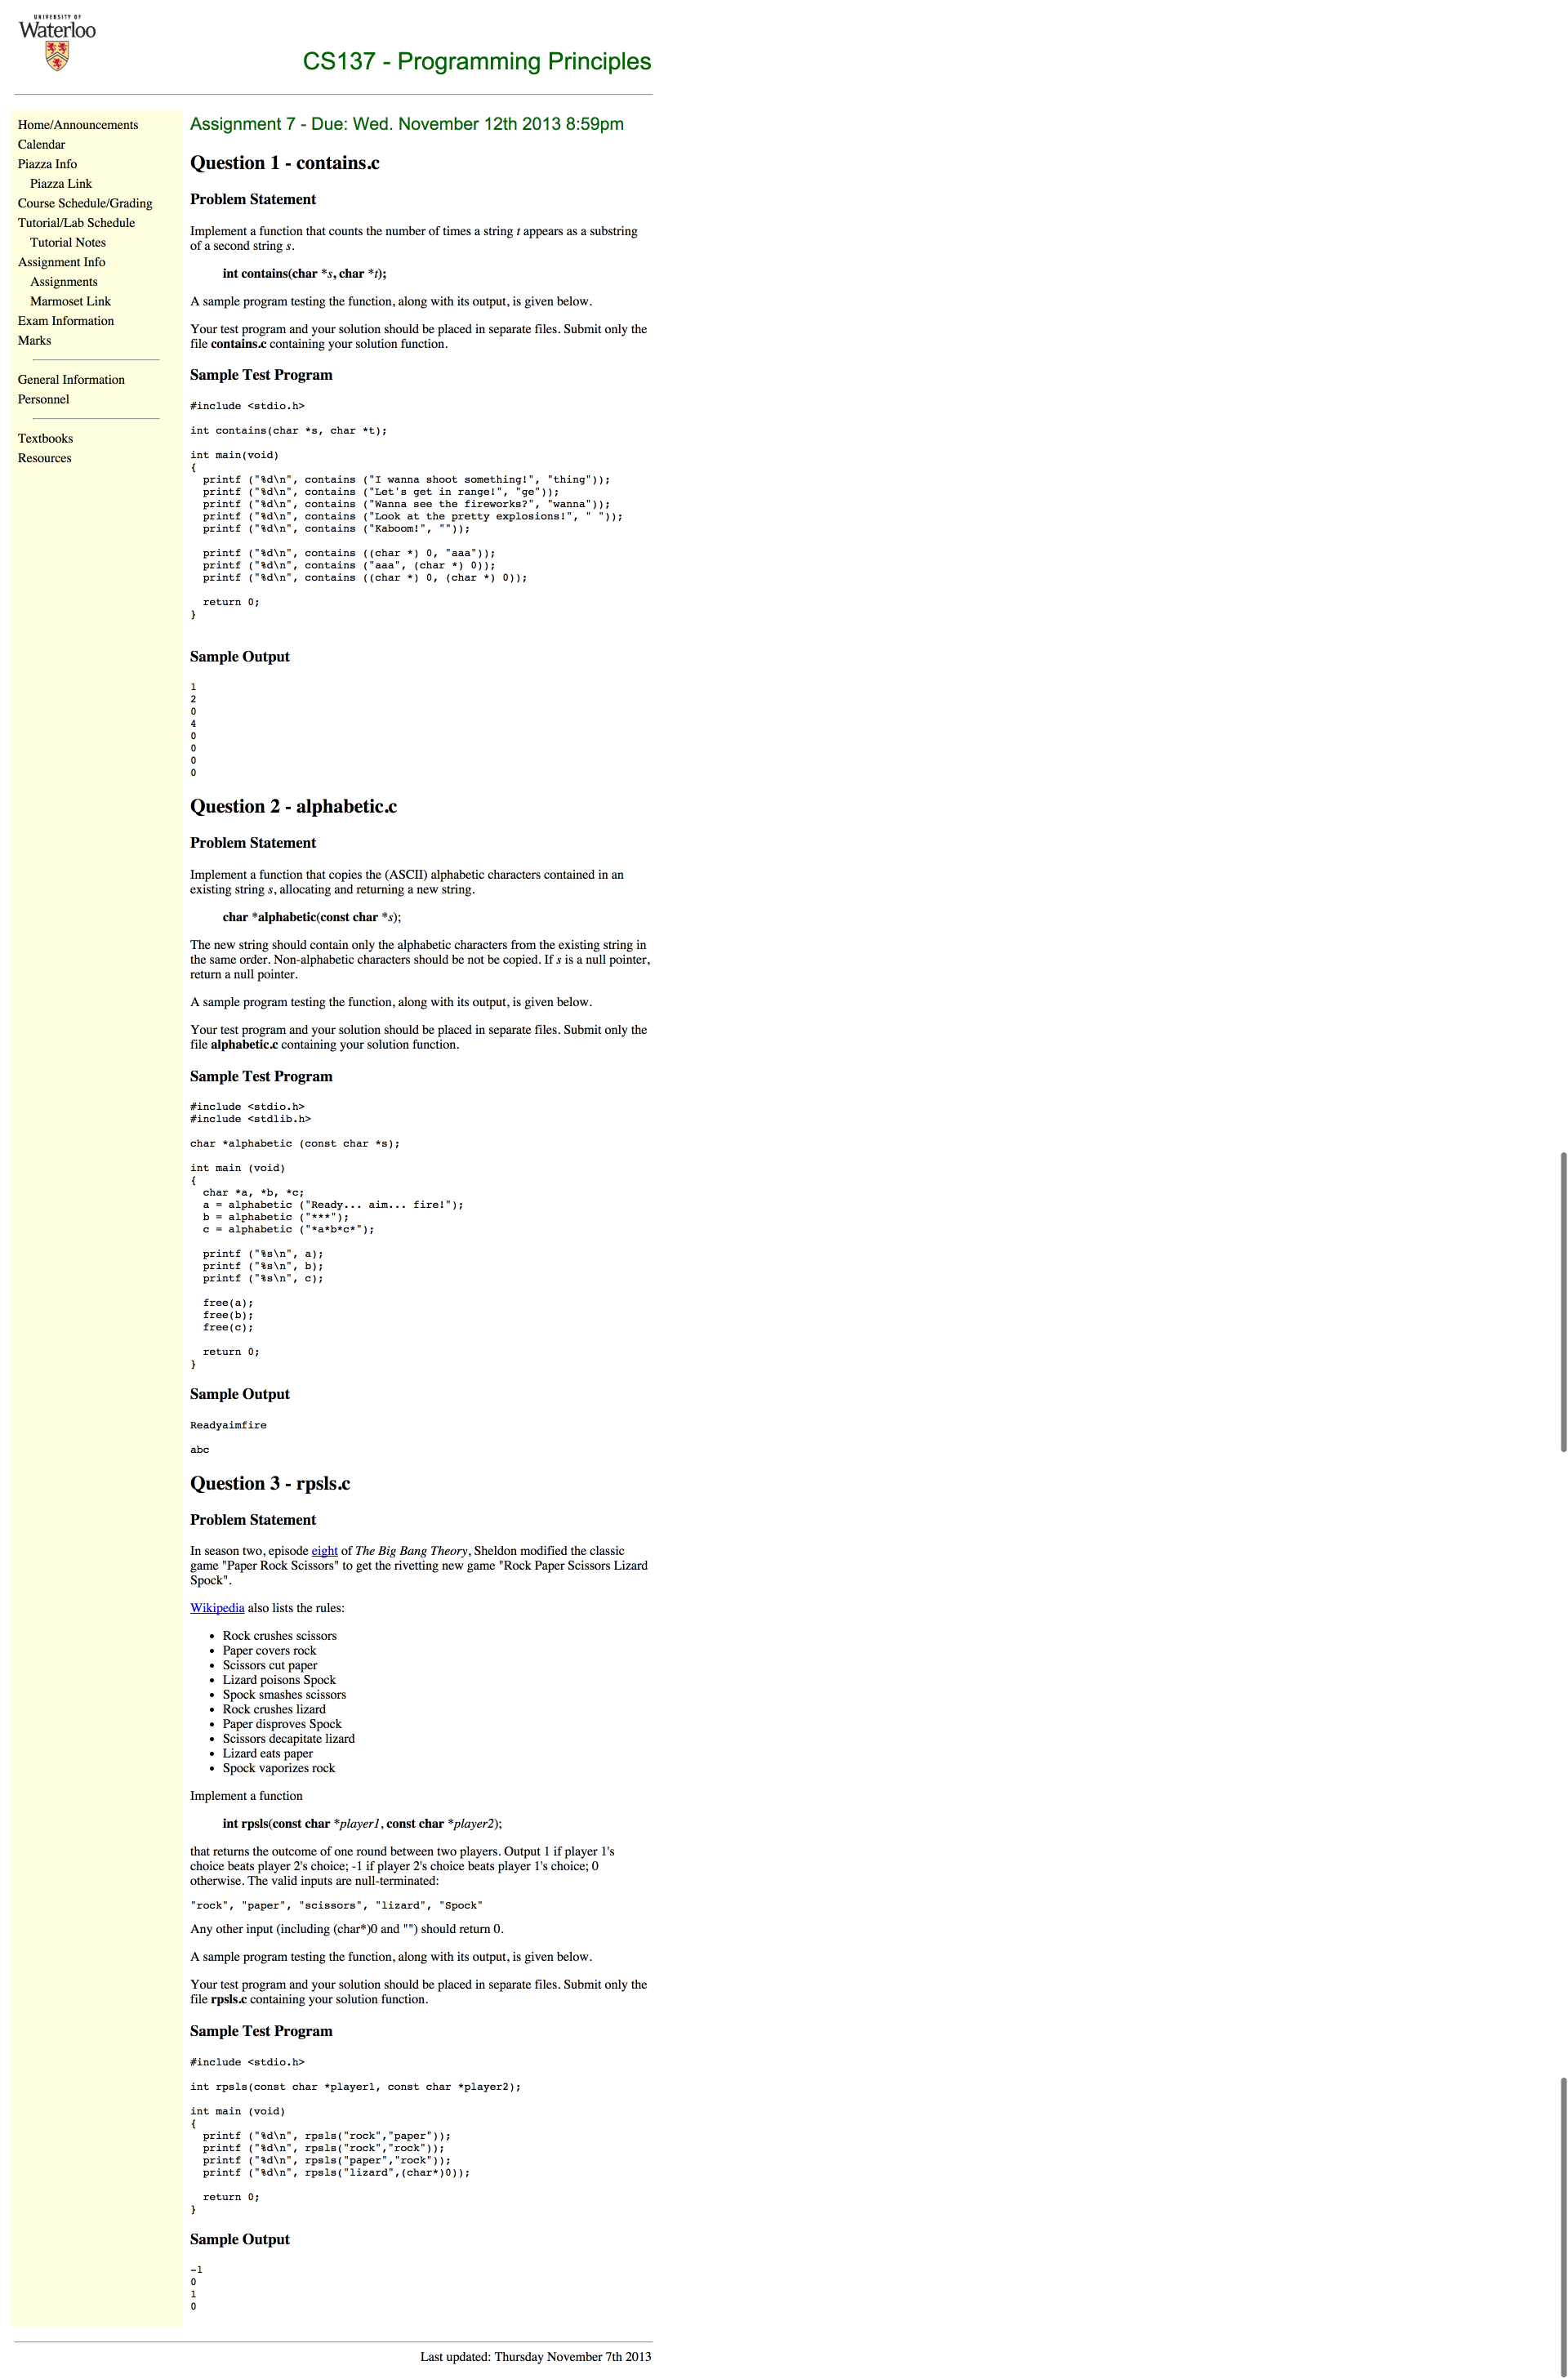 UNIVERSITY OF
Waterloo
CS137 - Programming Principles
Home/Announcements
Calendar
Piazza Info
Piazza Link
Course Schedule/Grading
Tutorial/Lab Schedule
Tutorial Notes
Assignment Info
Assignments
Marmoset Link
Exam Information
Marks
General Information
Personnel
Textbooks
Resources
Assignment 7 - Due: Wed. November 12th 2013 8:59pm
Question 1 - contains.c
Problem Statement
Implement a function that counts the number of times a string t appears as a substring
of a second string s.
int contains(char *s, char *t);
A sample program testing the function, along with its output, is given below.
Your test program and your solution should be placed in separate files. Submit only the
file contains.c containing your solution function.
Sample Test Program
#include <stdio.h>
int contains(char *s, char *t);
int main(void)
{
printf ("%d\n", contains ("I wanna shoot something!", "thing"));
printf ("%d\n", contains ("Let's get in range!", "ge"));
printf ("%d\n", contains ("Wanna see the fireworks?", "wanna"));
printf ("%d\n", contains ("Look at the pretty explosions!", " "));
printf ("%d\n", contains ("Kaboom!", ""));
printf ("%d\n", contains ((char *) 0, "aaa"));
printf ("%d\n", contains ("aaa", (char *) 0));
printf ("%d\n", contains ((char *) 0, (char *) 0));
return 0;
}
Sample Output
1
2
0
4
0
0
0
0
Question 2 - alphabetic.c
Problem Statement
Implement a function that copies the (ASCII) alphabetic characters contained in an
existing string s, allocating and returning a new string.
char *alphabetic(const char *s);
The new string should contain only the alphabetic characters from the existing string in
the same order. Non-alphabetic characters should be not be copied. If s is a null pointer,
return a null pointer.
A sample program testing the function, along with its output, is given below.
Your test program and your solution should be placed in separate files. Submit only the
file alphabetic.c containing your solution function.
Sample Test Program
#include <stdio.h>
#include <stdlib.h>
char *alphabetic (const char *s);
int main (void)
{
char *a, *b, *c;
a = alphabetic ("Ready... aim... fire!");
b = alphabetic ("***");
c = alphabetic ("*a*b*c*");
printf ("%s\n", a);
printf ("%s\n", b);
printf ("%s\n", c);
free(a);
free(b);
free(c);
return 0;
}
Sample Output
Readyaimfire
abc
Question 3 - rpsls.c
Problem Statement
In season two, episode eight of The Big Bang Theory, Sheldon modified the classic
game "Paper Rock Scissors" to get the rivetting new game "Rock Paper Scissors Lizard
Spock".
Wikipedia also lists the rules:
• Rock crushes scissors
• Paper covers rock
• Scissors cut paper
• Lizard poisons Spock
• Spock smashes scissors
• Rock crushes lizard
• Paper disproves Spock
• Scissors decapitate lizard
• Lizard eats paper
• Spock vaporizes rock
Implement a function
int rpsls(const char *player1, const char *player2);
that returns the outcome of one round between two players. Output 1 if player 1's
choice beats player 2's choice; -1 if player 2's choice beats player 1's choice; 0
otherwise. The valid inputs are null-terminated:
"rock", "paper", "scissors", "lizard", "Spock"
Any other input (including (char*)0 and "") should return 0.
A sample program testing the function, along with its output, is given below.
Your test program and your solution should be placed in separate files. Submit only the
file rpsls.c containing your solution function.
Sample Test Program
#include <stdio.h>
int rpsls(const char *player1, const char *player2);
int main (void)
{
printf ("%d\n", rpsls("rock","paper"));
printf ("%d\n", rpsls("rock","rock"));
printf ("%d\n", rpsls("paper","rock"));
printf ("%d\n", rpsls("lizard",(char*)0));
return 0;
}
Sample Output
-1
0
1
0
Last updated: Thursday November 7th 2013